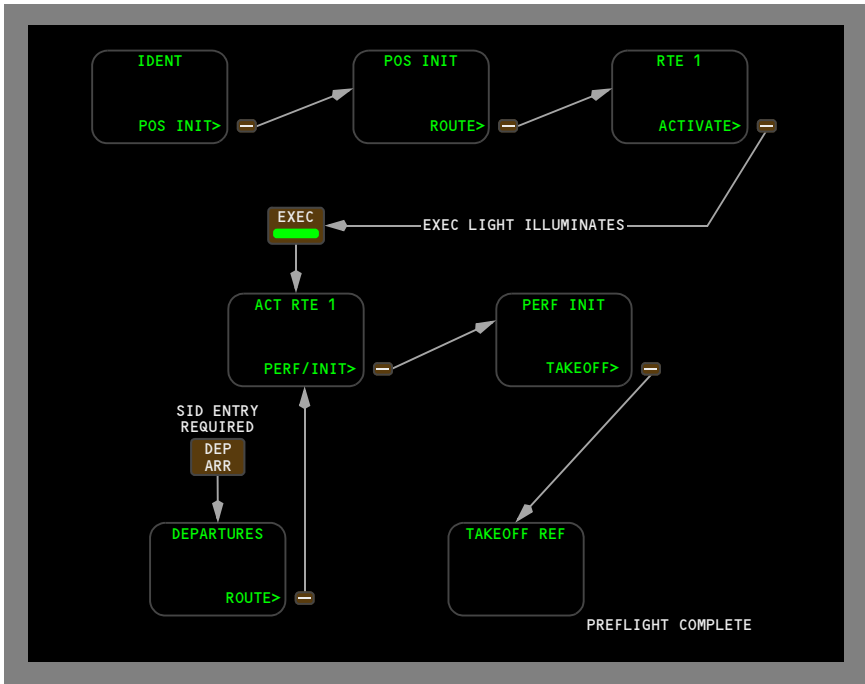 IDENT
POS INIT>
POS INIT
ROUTE>
RTE 1
ACTIVATE>
EXEC
EXEC LIGHT ILLUMINATES
ACT RTE 1
PERF/INIT>
PERF INIT
TAKEOFF>
SID ENTRY
REQUIRED
DEP
ARR
DEPARTURES
ROUTE>
TAKEOFF REF
PREFLIGHT COMPLETE